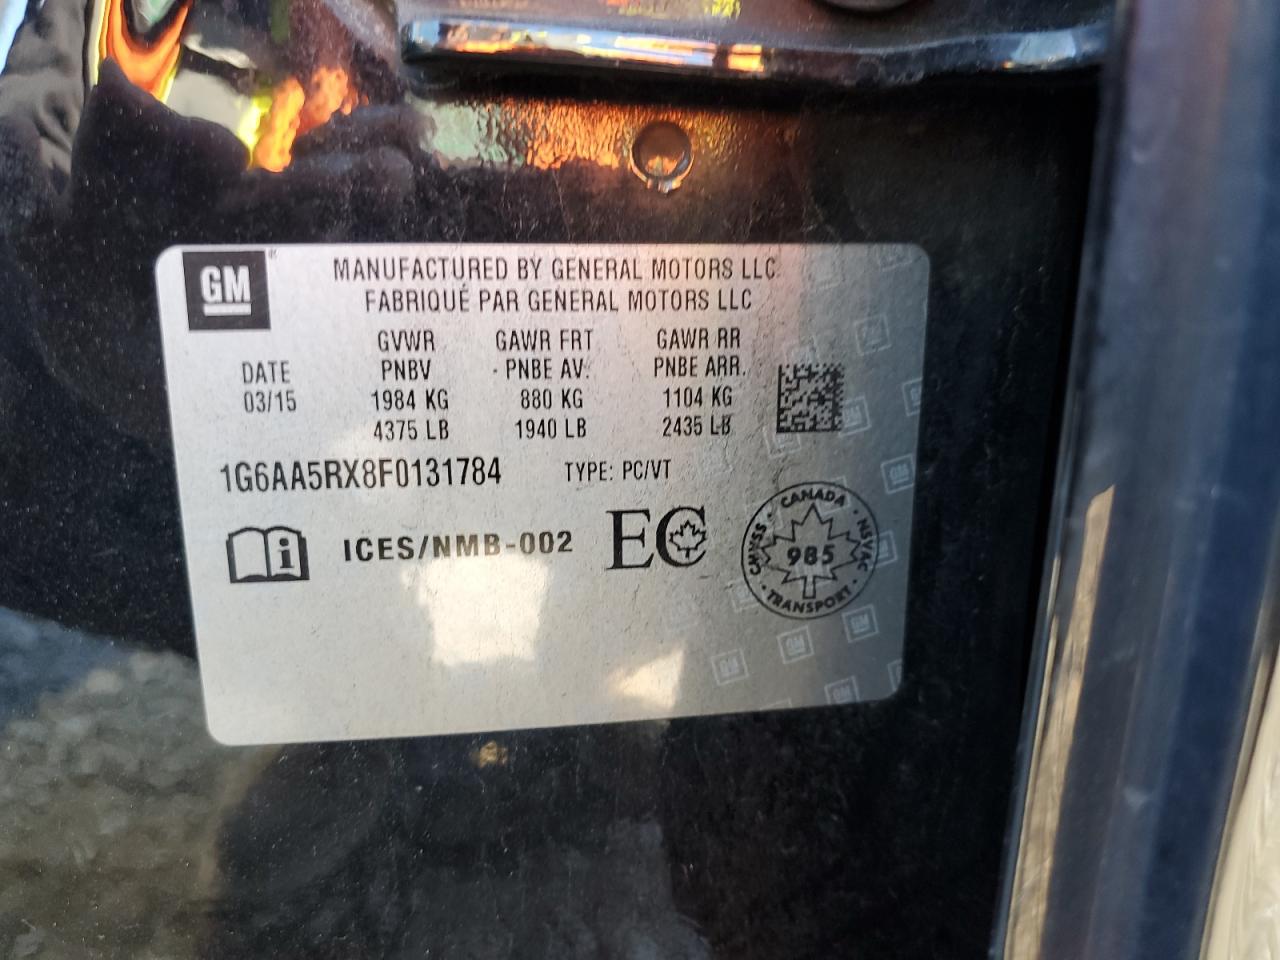 GM
MANUFACTURED BY GENERAL MOTORS LLC
FABRIQUÉ PAR GENERAL MOTORS LLC
GVWR GAWR FRT GAWR RR
DATE PNBV PNBE AV. PNBE ARR.
03/15 1984 KG 880 KG 1104 KG
4375 LB 1940 LB 2435 LB
1G6AA5RX8F0131784 TYPE: PC/VT
i ICES/NMB-002 EC
CANADA
CMVSS 985 NSVAC
TRANSPORT